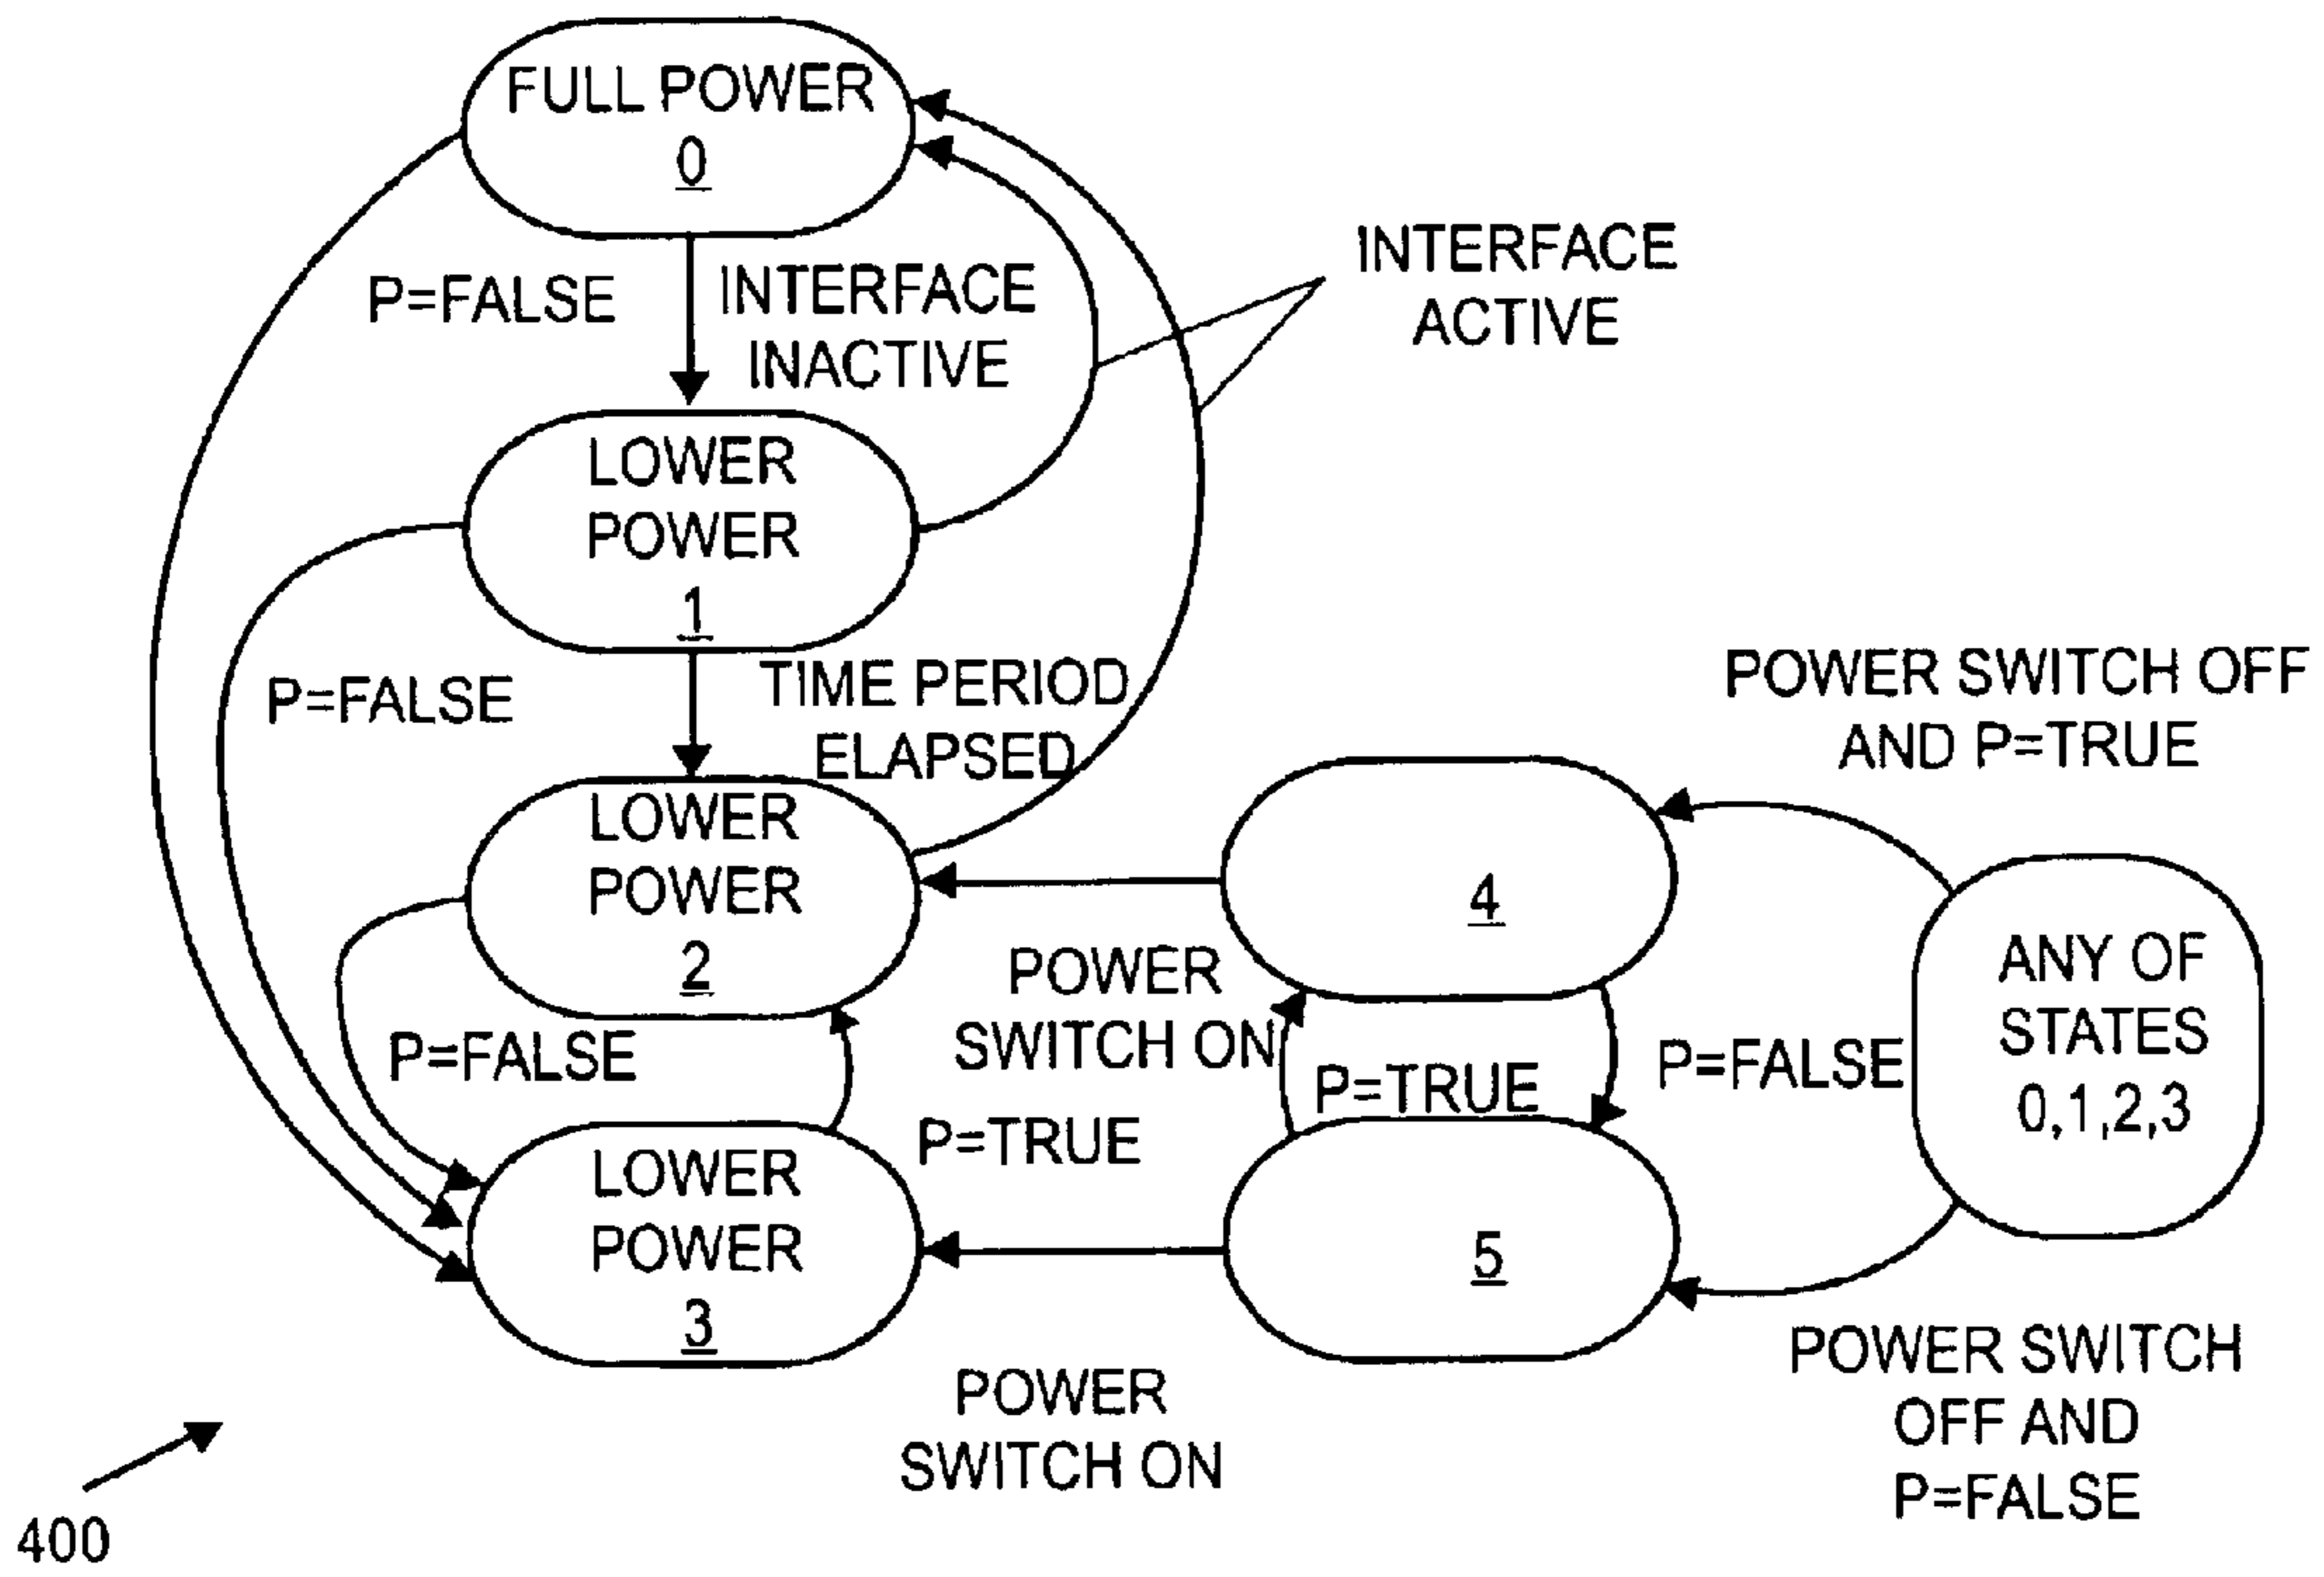 FULL POWER
0
P=FALSE
INTERFACE
INACTIVE
INTERFACE
ACTIVE
LOWER
POWER
1
P=FALSE
TIME PERIOD
ELAPSED
POWER SWITCH OFF
AND P=TRUE
LOWER
POWER
2
4
POWER
SWITCH ON
P=FALSE
P=TRUE
P=FALSE
ANY OF
STATES
0,1,2,3
P=TRUE
LOWER
POWER
3
5
POWER
SWITCH ON
POWER SWITCH
OFF AND
P=FALSE
400